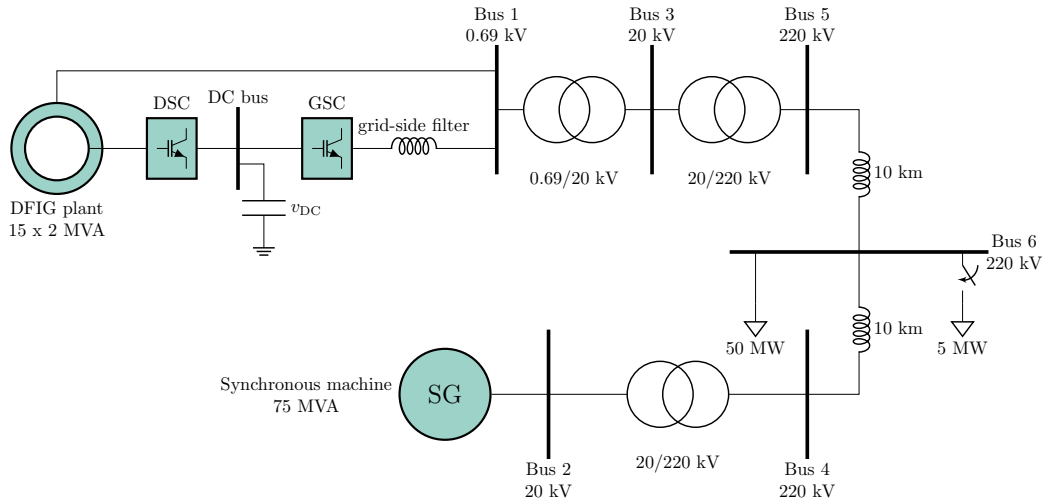 Bus 1
0.69 kV
Bus 3
20 kV
Bus 5
220 kV
DSC
DC bus
GSC
grid-side filter
0.69/20 kV
20/220 kV
10 km
v_DC
DFIG plant
15 x 2 MVA
Bus 6
220 kV
50 MW
10 km
5 MW
Synchronous machine
75 MVA
SG
20/220 kV
Bus 2
20 kV
Bus 4
220 kV